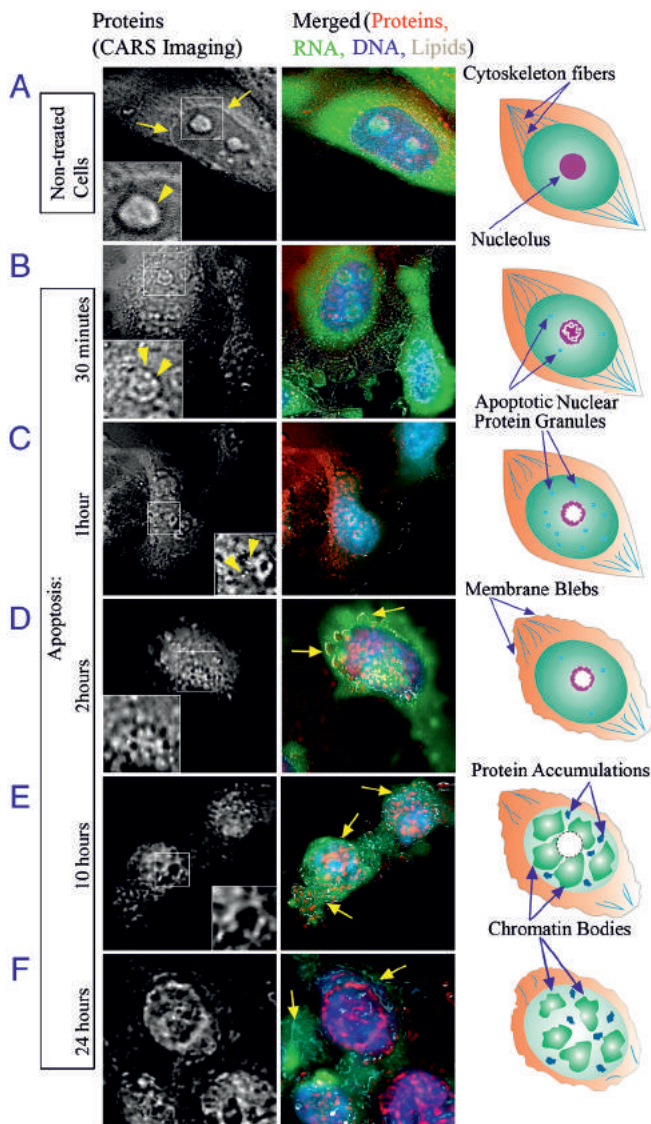 Proteins
(CARS Imaging)
Merged (Proteins,
RNA, DNA, Lipids)
A
Non-treated
Cells
Cytoskeleton fibers
Nucleolus
B
Apoptosis:
30 minutes
Apoptotic Nuclear
Protein Granules
C
1hour
D
2hours
Membrane Blebs
E
10 hours
Protein Accumulations
Chromatin Bodies
F
24 hours